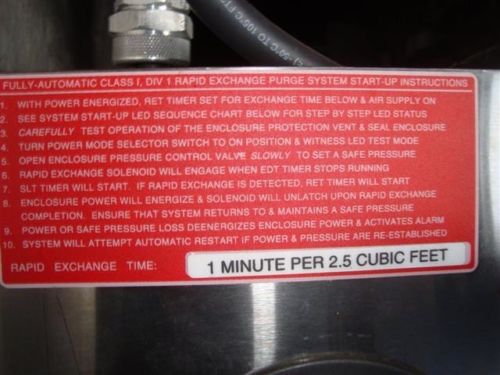 (-50°C TO 105°C FT
FULLY-AUTOMATIC CLASS I, DIV 1 RAPID EXCHANGE PURGE SYSTEM START-UP INSTRUCTIONS
1. WITH POWER ENERGIZED, RET TIMER SET FOR EXCHANGE TIME BELOW & AIR SUPPLY ON
2. SEE SYSTEM START-UP LED SEQUENCE CHART BELOW FOR STEP BY STEP LED STATUS
3. CAREFULLY TEST OPERATION OF THE ENCLOSURE PROTECTION VENT & SEAL ENCLOSURE
4. TURN POWER MODE SELECTOR SWITCH TO ON POSITION & WITNESS LED TEST MODE
5. OPEN ENCLOSURE PRESSURE CONTROL VALVE SLOWLY TO SET A SAFE PRESSURE
6. RAPID EXCHANGE SOLENOID WILL ENGAGE WHEN EDT TIMER STOPS RUNNING
7. SLT TIMER WILL START. IF RAPID EXCHANGE IS DETECTED, RET TIMER WILL START
8. ENCLOSURE POWER WILL ENERGIZE & SOLENOID WILL UNLATCH UPON RAPID EXCHANGE
COMPLETION. ENSURE THAT SYSTEM RETURNS TO & MAINTAINS A SAFE PRESSURE
9. POWER OR SAFE PRESSURE LOSS DEENERGIZES ENCLOSURE POWER & ACTIVATES ALARM
10. SYSTEM WILL ATTEMPT AUTOMATIC RESTART IF POWER & PRESSURE ARE RE-ESTABLISHED
RAPID EXCHANGE TIME: 1 MINUTE PER 2.5 CUBIC FEET